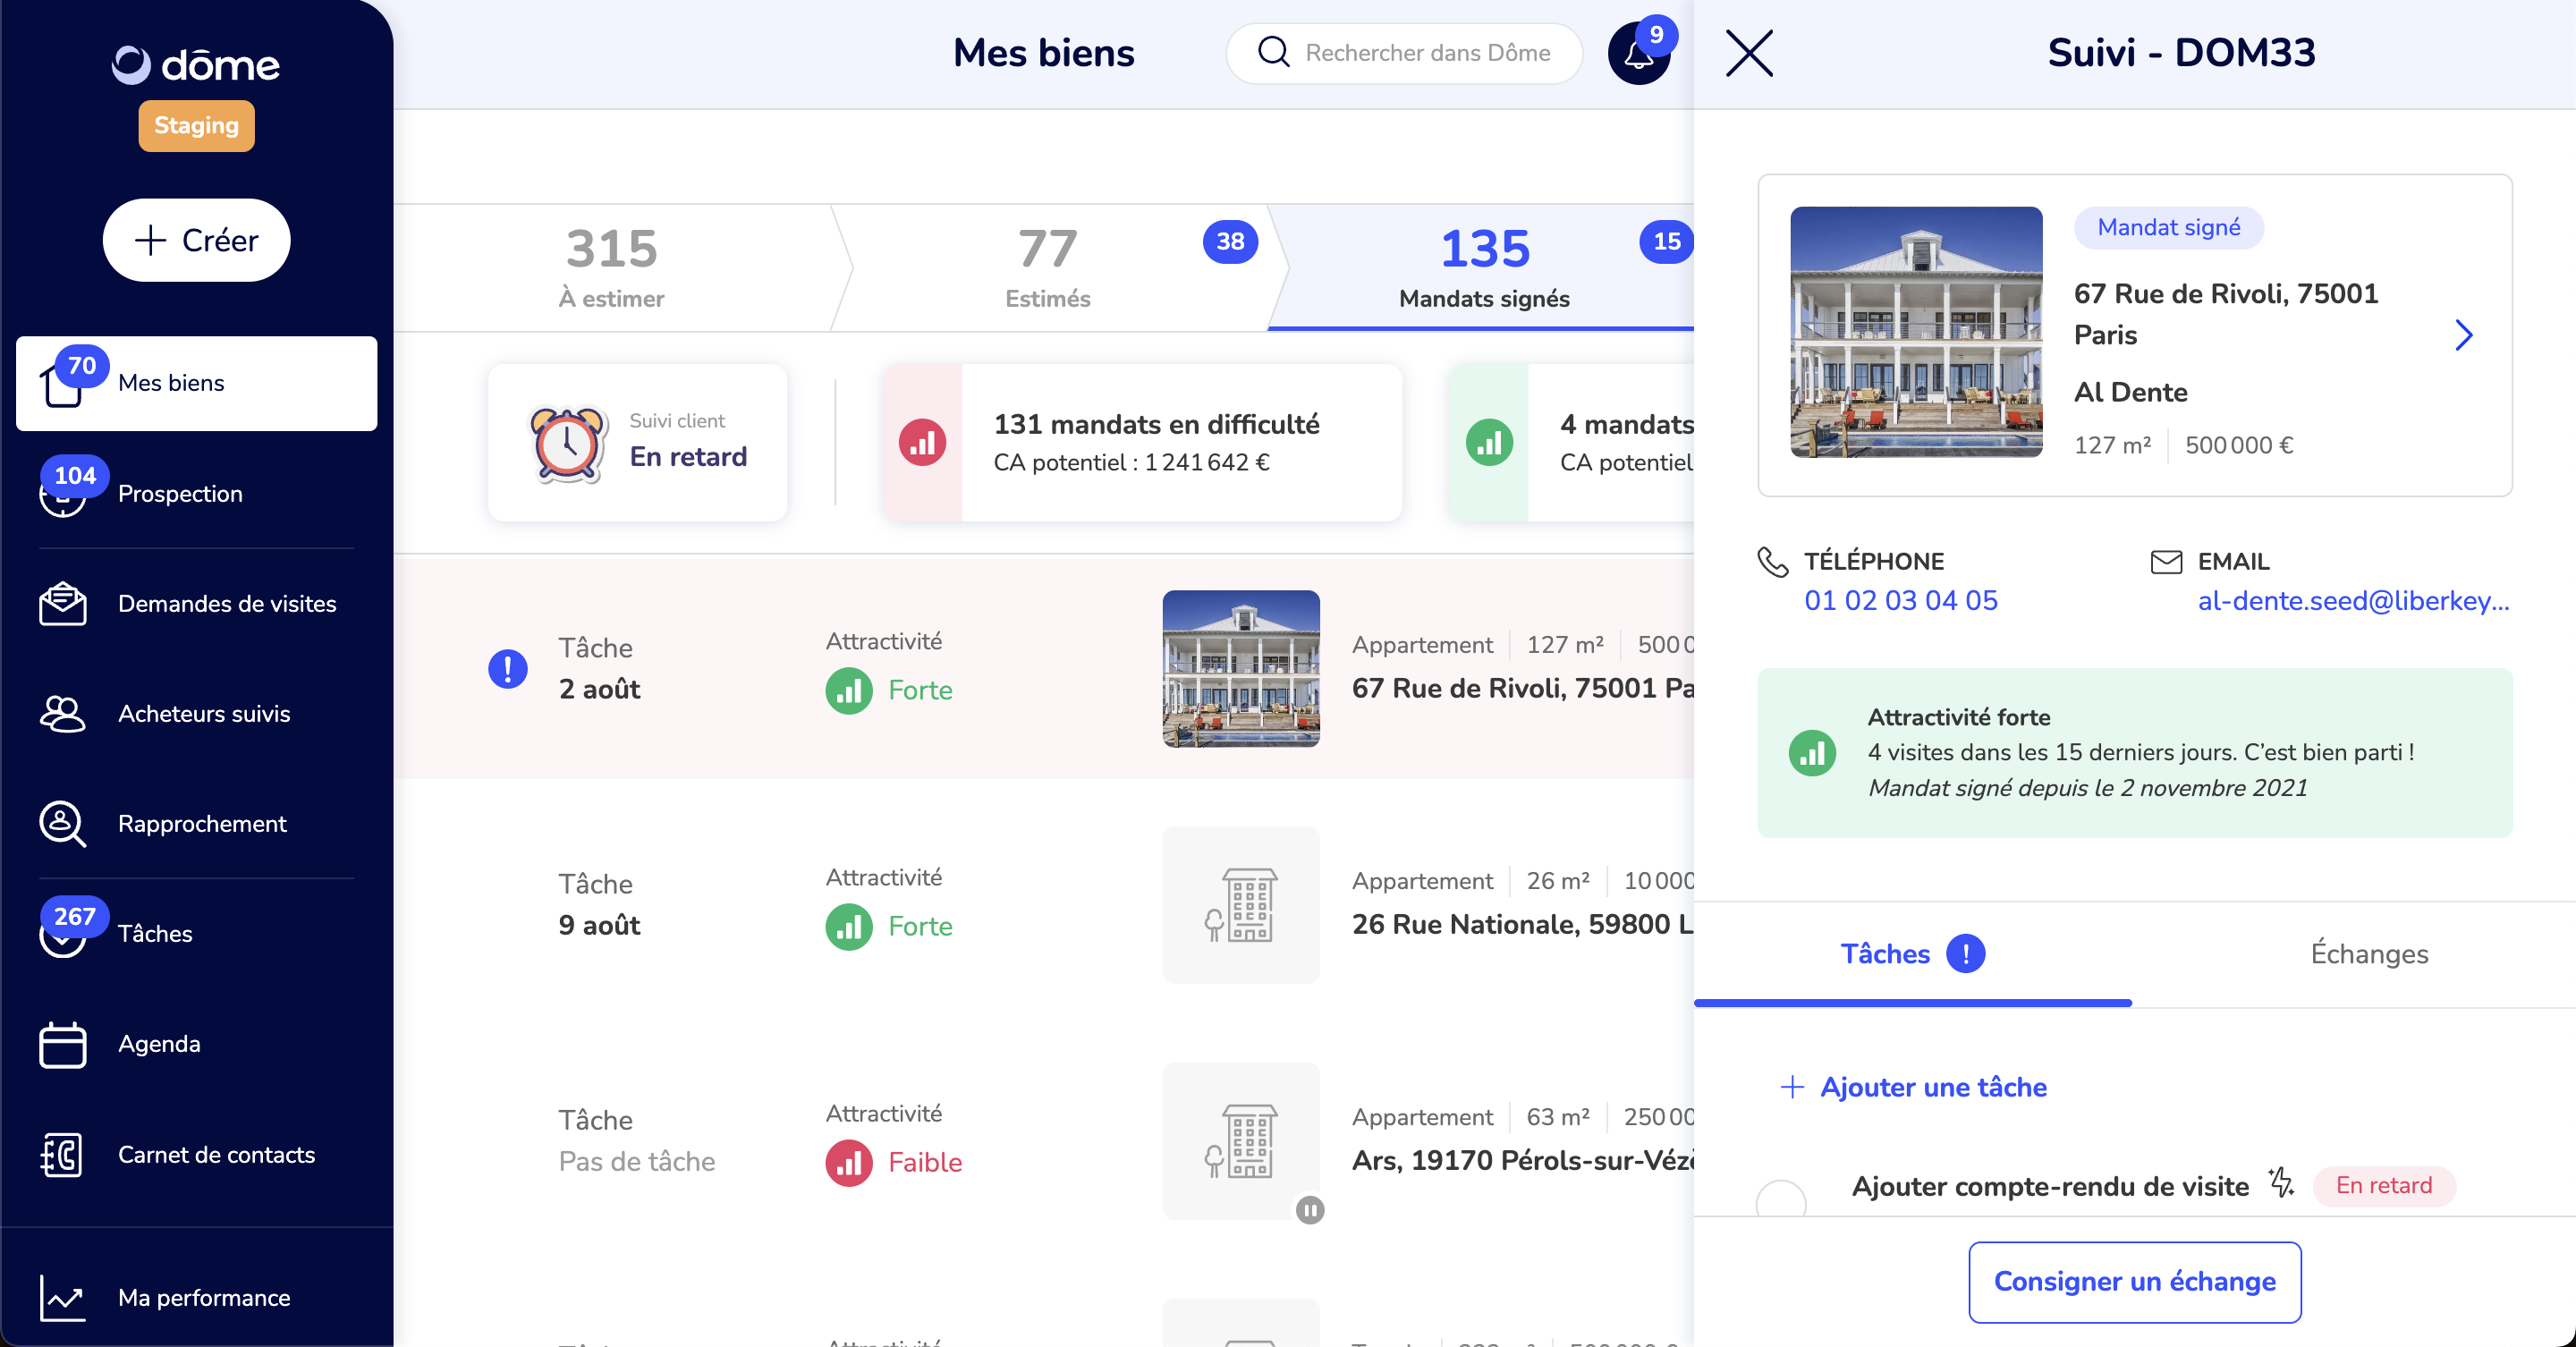 dôme
Staging
Créer
70
Mes biens
104
Prospection
Demandes de visites
Acheteurs suivis
Rapprochement
267
Tâches
Agenda
Carnet de contacts
Ma performance
Mes biens
Rechercher dans Dôme
9
315
À estimer
77
Estimés
38
135
Mandats signés
15
Suivi client
En retard
131 mandats en difficulté
CA potentiel : 1 241 642 €
4 mandats
CA potentiel
Tâche
2 août
Attractivité
Forte
Appartement 127 m² 500 0
67 Rue de Rivoli, 75001 Pa
Tâche
9 août
Attractivité
Forte
Appartement 26 m² 10 000
26 Rue Nationale, 59800 L
Tâche
Pas de tâche
Attractivité
Faible
Appartement 63 m² 250 00
Ars, 19170 Pérols-sur-Véz
Suivi - DOM33
Mandat signé
67 Rue de Rivoli, 75001
Paris
Al Dente
127 m² 500 000 €
TÉLÉPHONE
01 02 03 04 05
EMAIL
al-dente.seed@liberkey...
Attractivité forte
4 visites dans les 15 derniers jours. C’est bien parti !
Mandat signé depuis le 2 novembre 2021
Tâches !
Échanges
Ajouter une tâche
Ajouter compte-rendu de visite
En retard
Consigner un échange